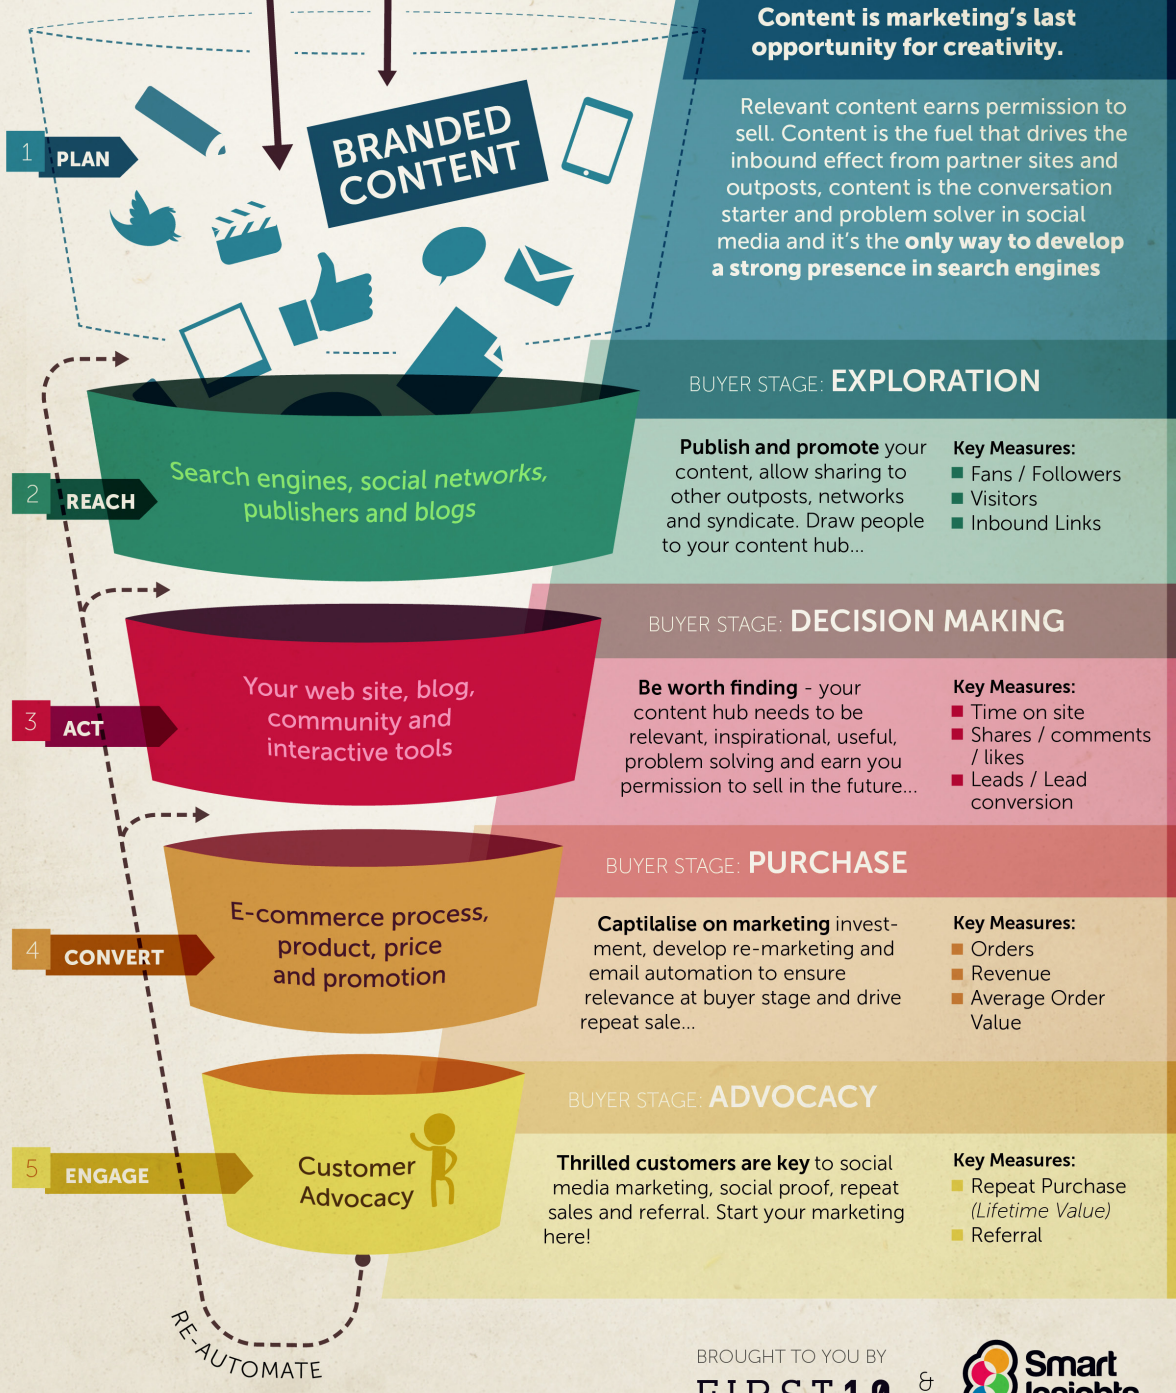 Content is marketing's last
opportunity for creativity.
Relevant content earns permission to
sell. Content is the fuel that drives the
inbound effect from partner sites and
outposts, content is the conversation
starter and problem solver in social
media and it's the only way to develop
a strong presence in search engines
BRANDED
CONTENT
1 PLAN
BUYER STAGE: EXPLORATION
2 REACH
Search engines, social networks,
publishers and blogs
Publish and promote your
content, allow sharing to
other outposts, networks
and syndicate. Draw people
to your content hub...
Key Measures:
Fans / Followers
Visitors
Inbound Links
BUYER STAGE: DECISION MAKING
3 ACT
Your web site, blog,
community and
interactive tools
Be worth finding - your
content hub needs to be
relevant, inspirational, useful,
problem solving and earn you
permission to sell in the future...
Key Measures:
Time on site
Shares / comments
/ likes
Leads / Lead
conversion
BUYER STAGE: PURCHASE
4 CONVERT
E-commerce process,
product, price
and promotion
Captilalise on marketing invest-
ment, develop re-marketing and
email automation to ensure
relevance at buyer stage and drive
repeat sale...
Key Measures:
Orders
Revenue
Average Order
Value
BUYER STAGE: ADVOCACY
5 ENGAGE
Customer
Advocacy
Thrilled customers are key to social
media marketing, social proof, repeat
sales and referral. Start your marketing
here!
Key Measures:
Repeat Purchase
(Lifetime Value)
Referral
RE-AUTOMATE
BROUGHT TO YOU BY
FIRST10
&
Smart
Insights